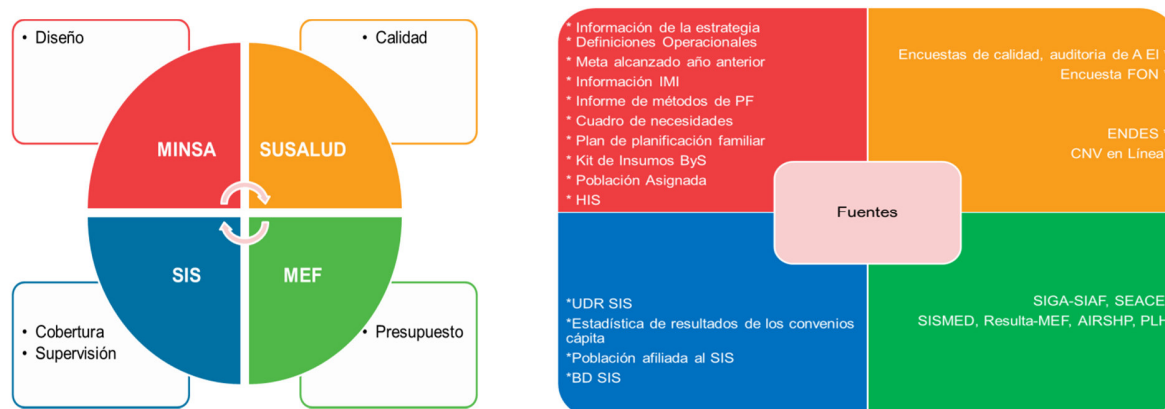 • Diseño
• Calidad
MINSA
SUSALUD
SIS
MEF
• Cobertura
• Supervisión
• Presupuesto
* Información de la estrategia
* Definiciones Operacionales
* Meta alcanzado año anterior
* Información IMI
* Informe de métodos de PF
* Cuadro de necesidades
* Plan de planificación familiar
* Kit de Insumos ByS
* Población Asignada
* HIS
Encuestas de calidad, auditoria de A El *
Encuesta FON *
ENDES *
CNV en Línea*
Fuentes
*UDR SIS
*Estadística de resultados de los convenios
cápita
*Población afiliada al SIS
*BD SIS
SIGA-SIAF, SEACE,
SISMED, Resulta-MEF, AIRSHP, PLH